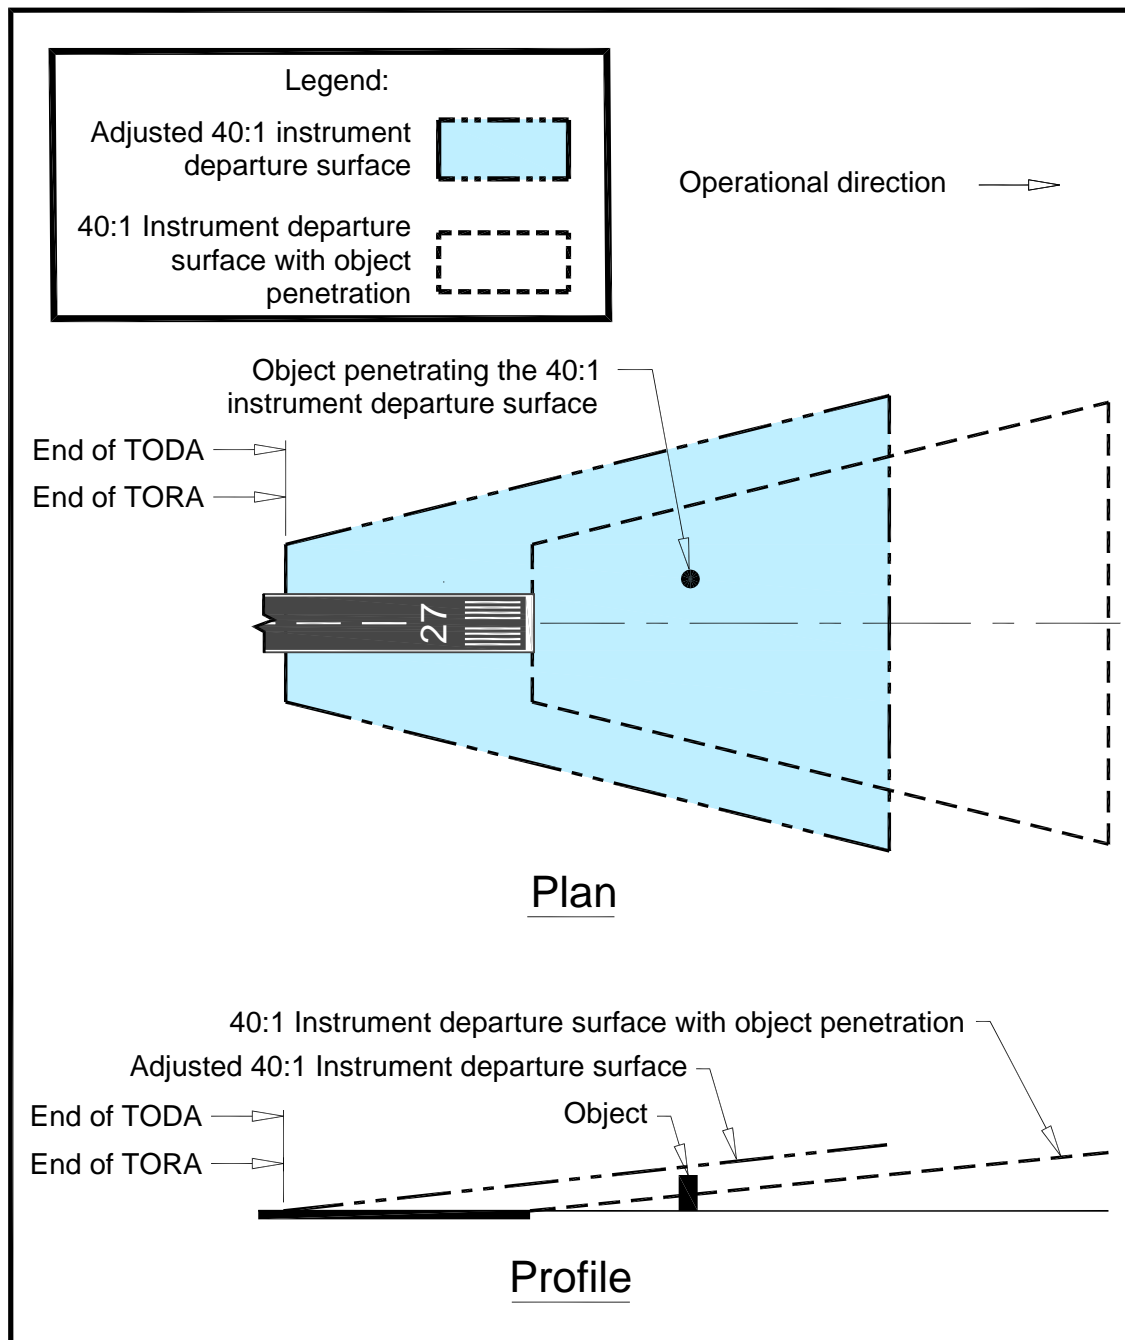 Legend:
Adjusted 40:1 instrument
departure surface
40:1 Instrument departure
surface with object
penetration
Operational direction
Object penetrating the 40:1
instrument departure surface
End of TODA
End of TORA
27
Plan
40:1 Instrument departure surface with object penetration
Adjusted 40:1 Instrument departure surface
Object
End of TODA
End of TORA
Profile